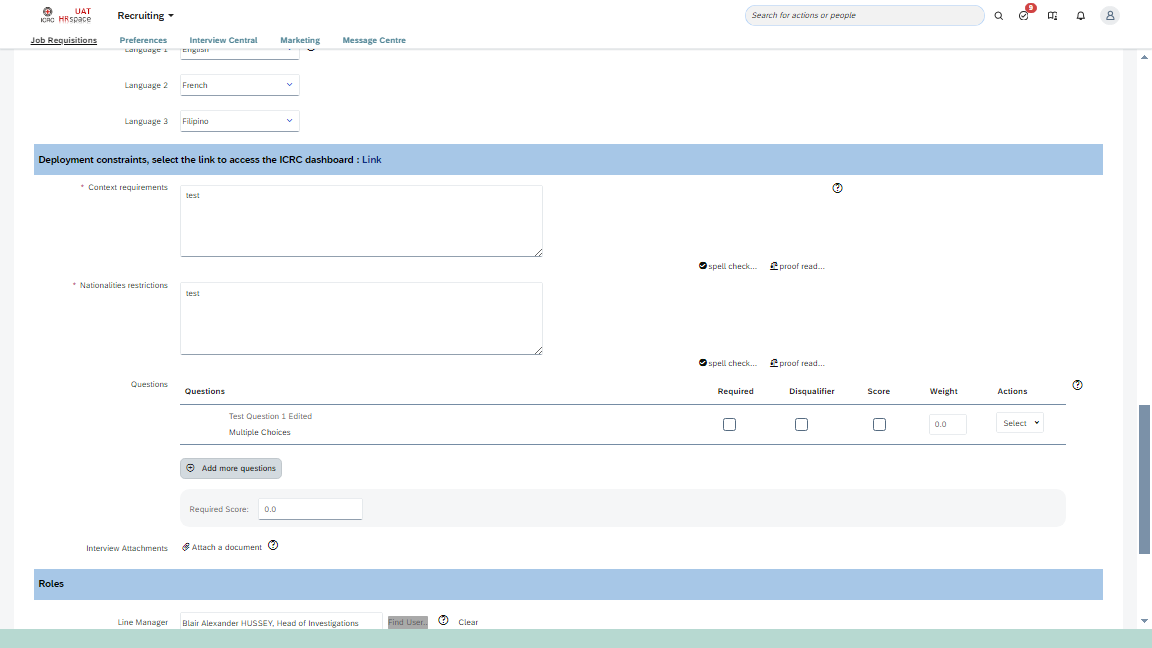 ICRC
UAT
HRspace
Recruiting
Search for actions or people
9
Job Requisitions
Preferences
Interview Central
Marketing
Message Centre
Language 1
English
Language 2
French
Language 3
Filipino
Deployment constraints, select the link to access the ICRC dashboard : Link
* Context requirements
test
spell check...
proof read...
* Nationalities restrictions
test
spell check...
proof read...
Questions
Questions
Required
Disqualifier
Score
Weight
Actions
Test Question 1 Edited
Multiple Choices
0.0
Select
Add more questions
Required Score:
0.0
Interview Attachments
Attach a document
Roles
Line Manager
Blair Alexander HUSSEY, Head of Investigations
Find User..
Clear